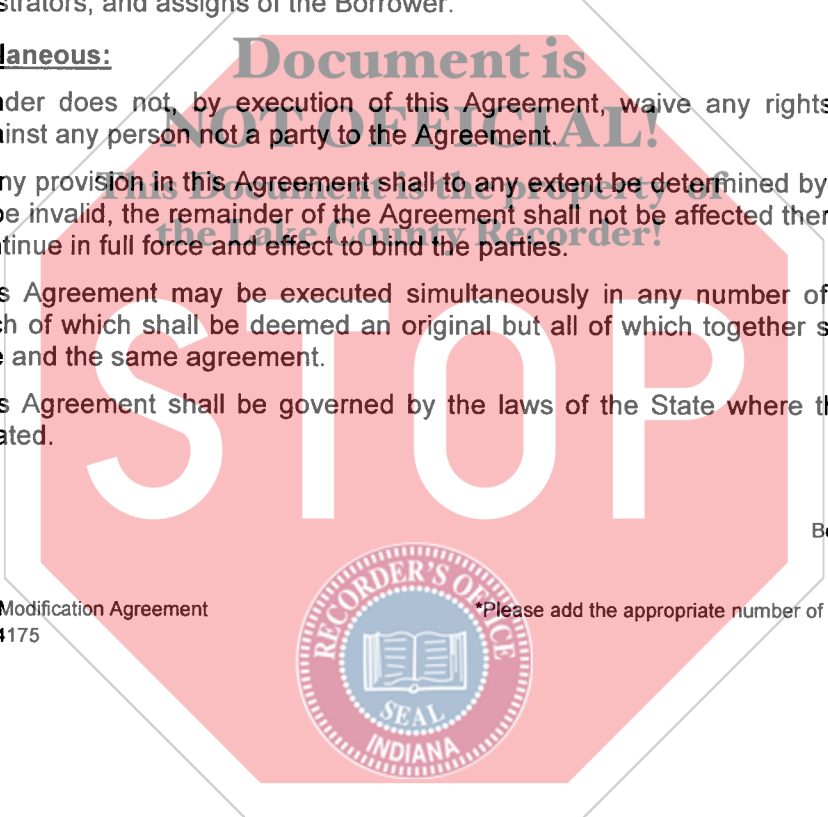 strators, and assigns of the Borrower.
laneous:
Document is
nder does not, by execution of this Agreement, waive any rights
inst any person not a party to the Agreement.
NOT OFFICIAL!
ny provision in this Agreement shall to any extent be determined by
This Document is the property of
be invalid, the remainder of the Agreement shall not be affected ther
the Lake County Recorder!
tinue in full force and effect to bind the parties.
s Agreement may be executed simultaneously in any number of
ch of which shall be deemed an original but all of which together s
e and the same agreement.
s Agreement shall be governed by the laws of the State where th
ated.
STOP
Bo
Modification Agreement
*Please add the appropriate number of
4175
RECORDER'S OFFICE
SEAL
INDIANA